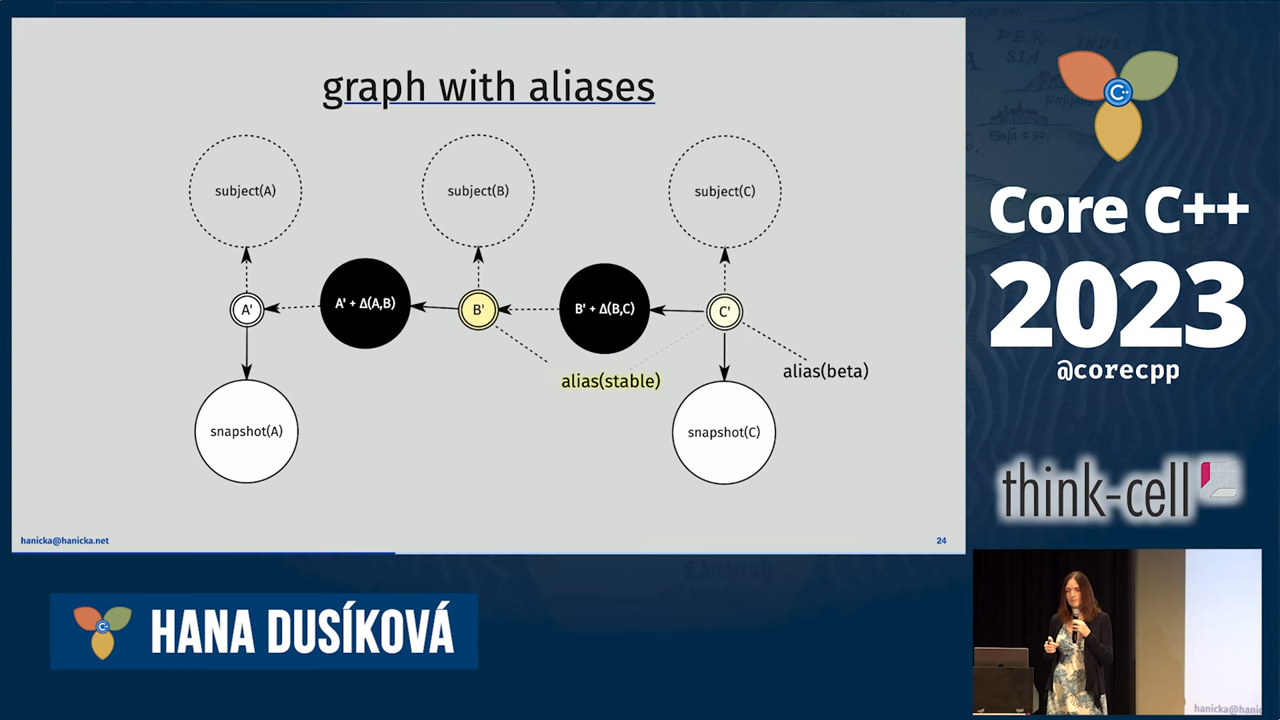 graph with aliases
subject(A)
subject(B)
subject(C)
A'
A' + Δ(A,B)
B'
B' + Δ(B,C)
C'
alias(stable)
alias(beta)
snapshot(A)
snapshot(C)
hanicka@hanicka.net
24
C++
Core C++
2023
@corecpp
think-cell
HANA DUSÍKOVÁ